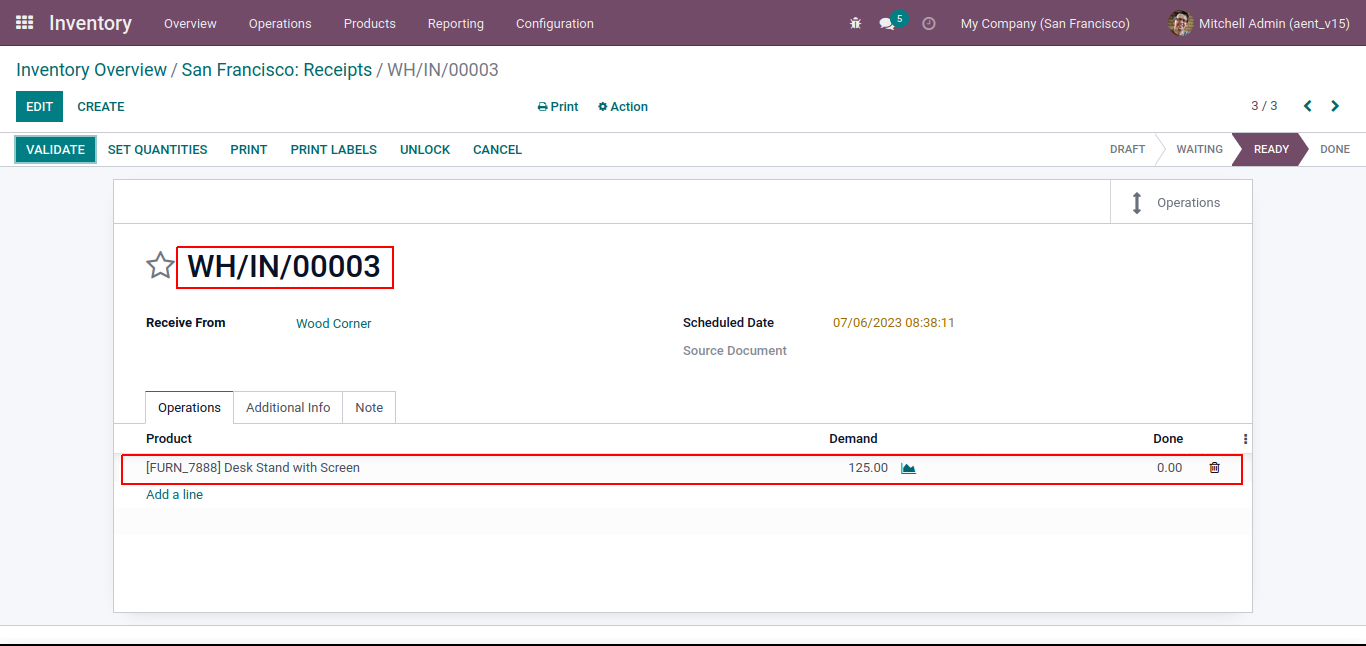 Inventory Overview Operations Products Reporting Configuration 5 My Company (San Francisco) Mitchell Admin (aent_v15)
Inventory Overview / San Francisco: Receipts / WH/IN/00003
EDIT CREATE Print Action 3 / 3
VALIDATE SET QUANTITIES PRINT PRINT LABELS UNLOCK CANCEL DRAFT WAITING READY DONE
Operations
WH/IN/00003
Receive From Wood Corner Scheduled Date 07/06/2023 08:38:11
Source Document
Operations Additional Info Note
Product Demand Done
[FURN_7888] Desk Stand with Screen 125.00 0.00
Add a line